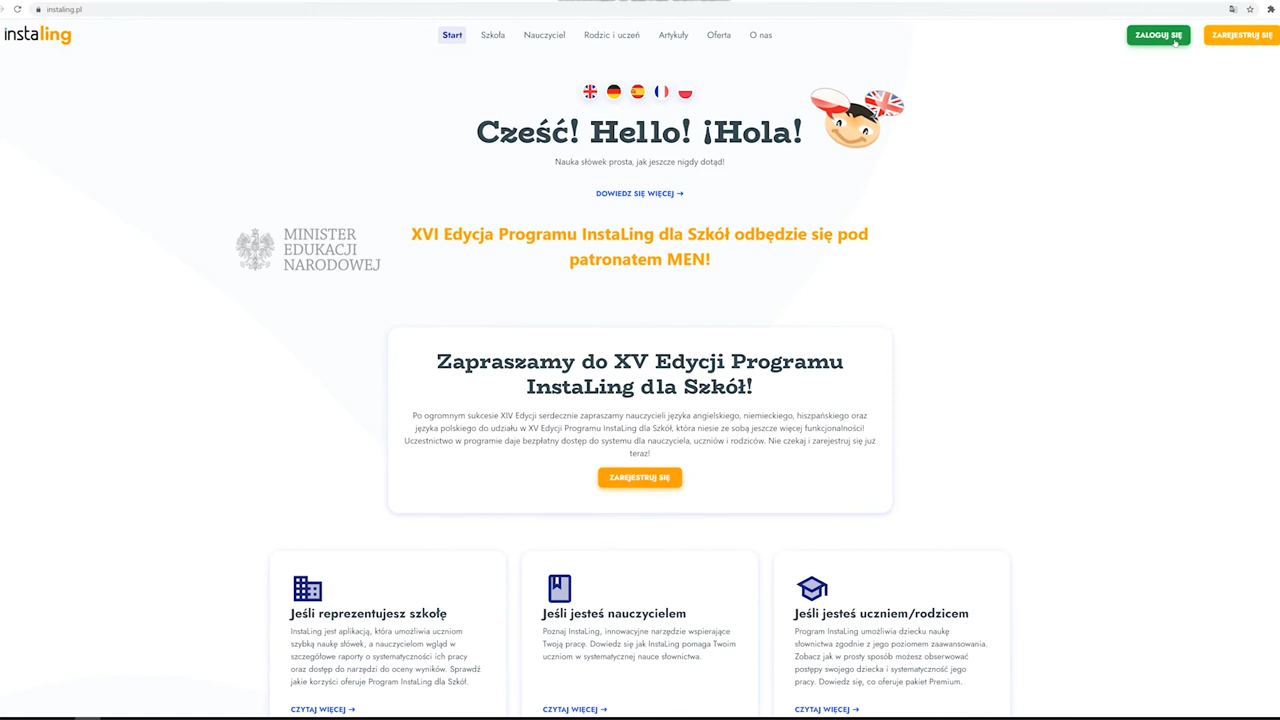 instaling.pl
instaling
Start
Szkoła
Nauczyciel
Rodzic i uczeń
Artykuły
Oferta
O nas
ZALOGUJ SIĘ
ZAREJESTRUJ SIĘ
Cześć! Hello! ¡Hola!
Nauka słówek prosta, jak jeszcze nigdy dotąd!
DOWIEDZ SIĘ WIĘCEJ →
MINISTER
EDUKACJI
NARODOWEJ
XVI Edycja Programu InstaLing dla Szkół odbędzie się pod
patronatem MEN!
Zapraszamy do XV Edycji Programu
InstaLing dla Szkół!
Po ogromnym sukcesie XIV Edycji serdecznie zapraszamy nauczycieli języka angielskiego, niemieckiego, hiszpańskiego oraz
języka polskiego do udziału w XV Edycji Programu InstaLing dla Szkół, która niesie ze sobą jeszcze więcej funkcjonalności!
Uczestnictwo w programie daje bezpłatny dostęp do systemu dla nauczyciela, uczniów i rodziców. Nie czekaj i zarejestruj się już
teraz!
ZAREJESTRUJ SIĘ
Jeśli reprezentujesz szkołę
InstaLing jest aplikacją, która umożliwia uczniom
szybką naukę słówek, a nauczycielom wgląd w
szczegółowe raporty o systematyczności ich pracy
oraz dostęp do narzędzi do oceny wyników. Sprawdź
jakie korzyści oferuje Program InstaLing dla Szkół.
CZYTAJ WIĘCEJ →
Jeśli jesteś nauczycielem
Poznaj InstaLing, innowacyjne narzędzie wspierające
Twoją pracę. Dowiedz się jak InstaLing pomaga Twoim
uczniom w systematycznej nauce słownictwa.
CZYTAJ WIĘCEJ →
Jeśli jesteś uczniem/rodzicem
Program InstaLing umożliwia dziecku naukę
słownictwa zgodnie z jego poziomem zaawansowania.
Zobacz jak w prosty sposób możesz obserwować
postępy swojego dziecka i systematyczność jego
pracy. Dowiedz się, co oferuje pakiet Premium.
CZYTAJ WIĘCEJ →